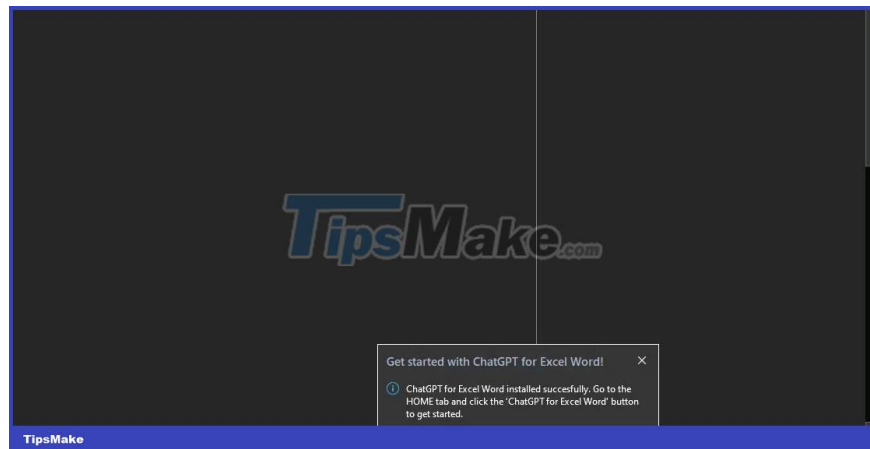 TipsMake.com
Get started with ChatGPT for Excel Word!
ChatGPT for Excel Word installed succesfully. Go to the
HOME tab and click the 'ChatGPT for Excel Word' button
to get started.
TipsMake